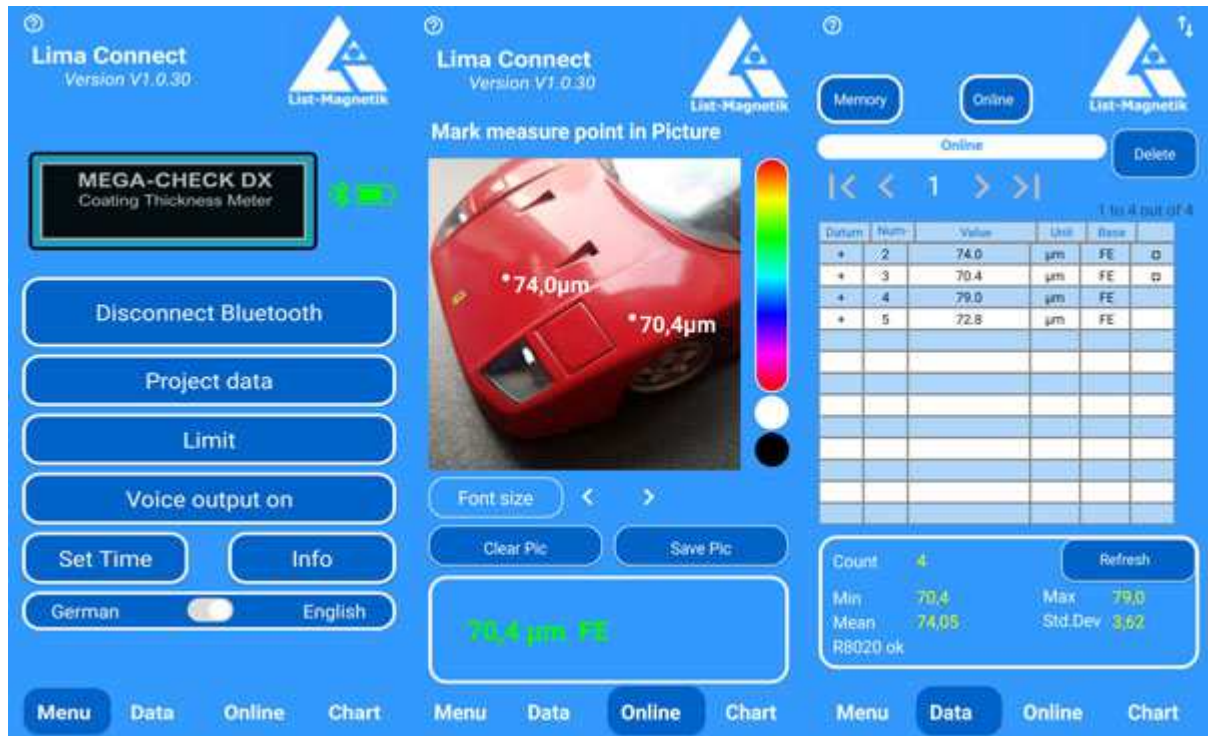 Lima Connect
Version V1.0.30
List-Magnetik
MEGA-CHECK DX
Coating Thickness Meter
Disconnect Bluetooth
Project data
Limit
Voice output on
Set Time Info
German English
Menu Data Online Chart
Lima Connect
Version V1.0.30
List-Magnetik
Mark measure point in Picture
74,0µm
70,4µm
Font size < >
Clear Pic Save Pic
70,4 µm FE
Menu Data Online Chart
List-Magnetik
Memory Online
Online
Delete
|< < 1 > >|
1 to 4 out of 4
Datum Num Value Unit Base
+ 2 74.0 µm FE
+ 3 70.4 µm FE
+ 4 79.0 µm FE
+ 5 72.8 µm FE
Count 4 Refresh
Min 70,4 Max 79,0
Mean 74,05 Std.Dev 3,62
R8020 ok
Menu Data Online Chart